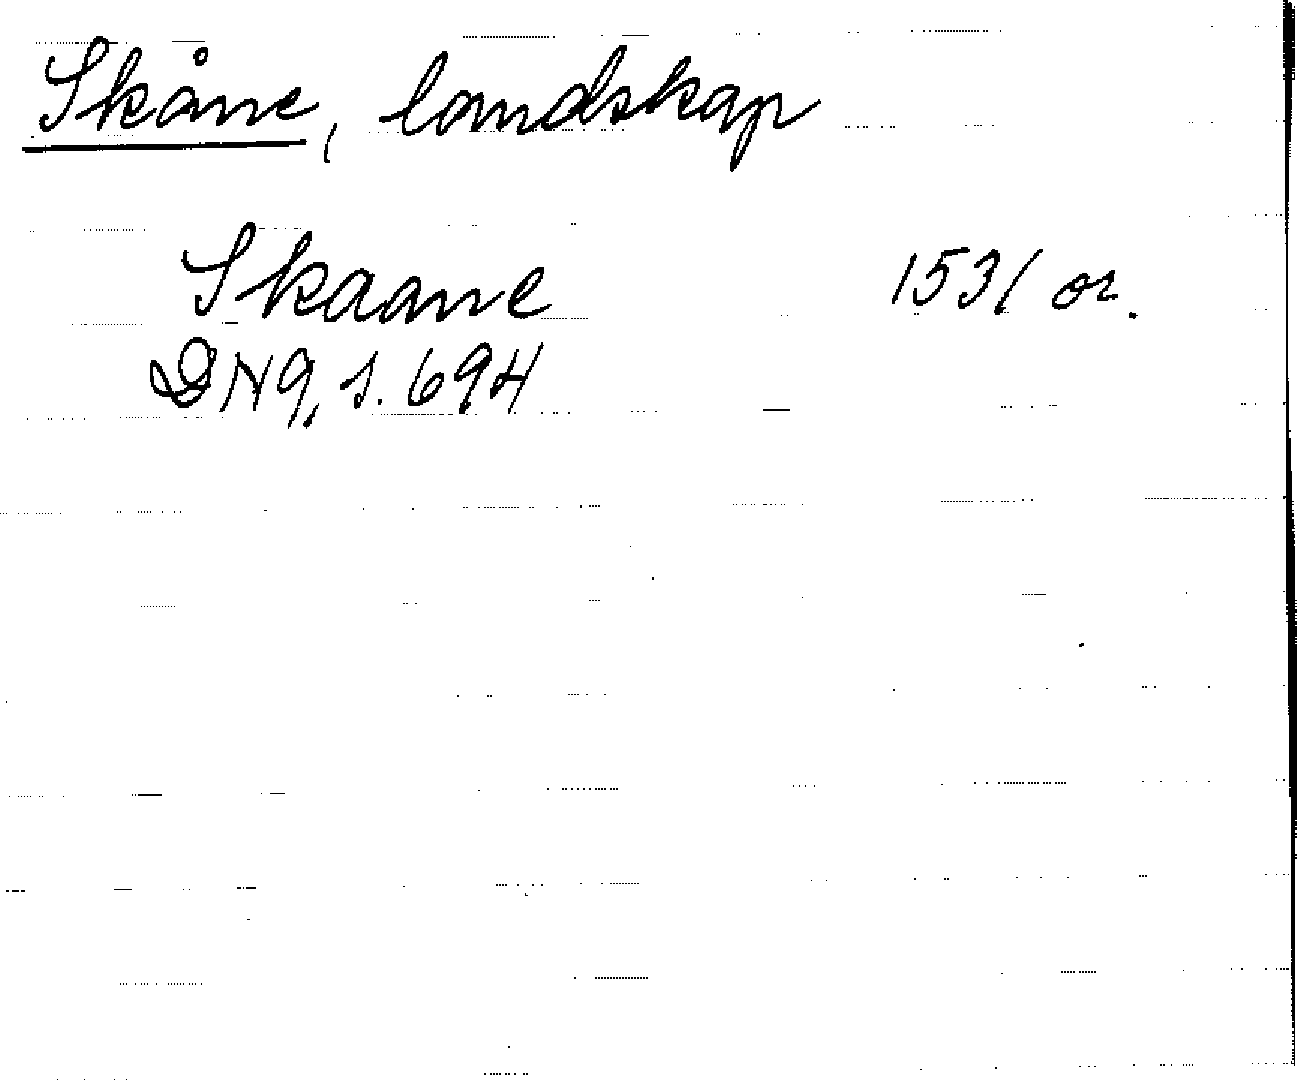 Skåne, landskap
Skaane 1531 or.
DN9, s. 694